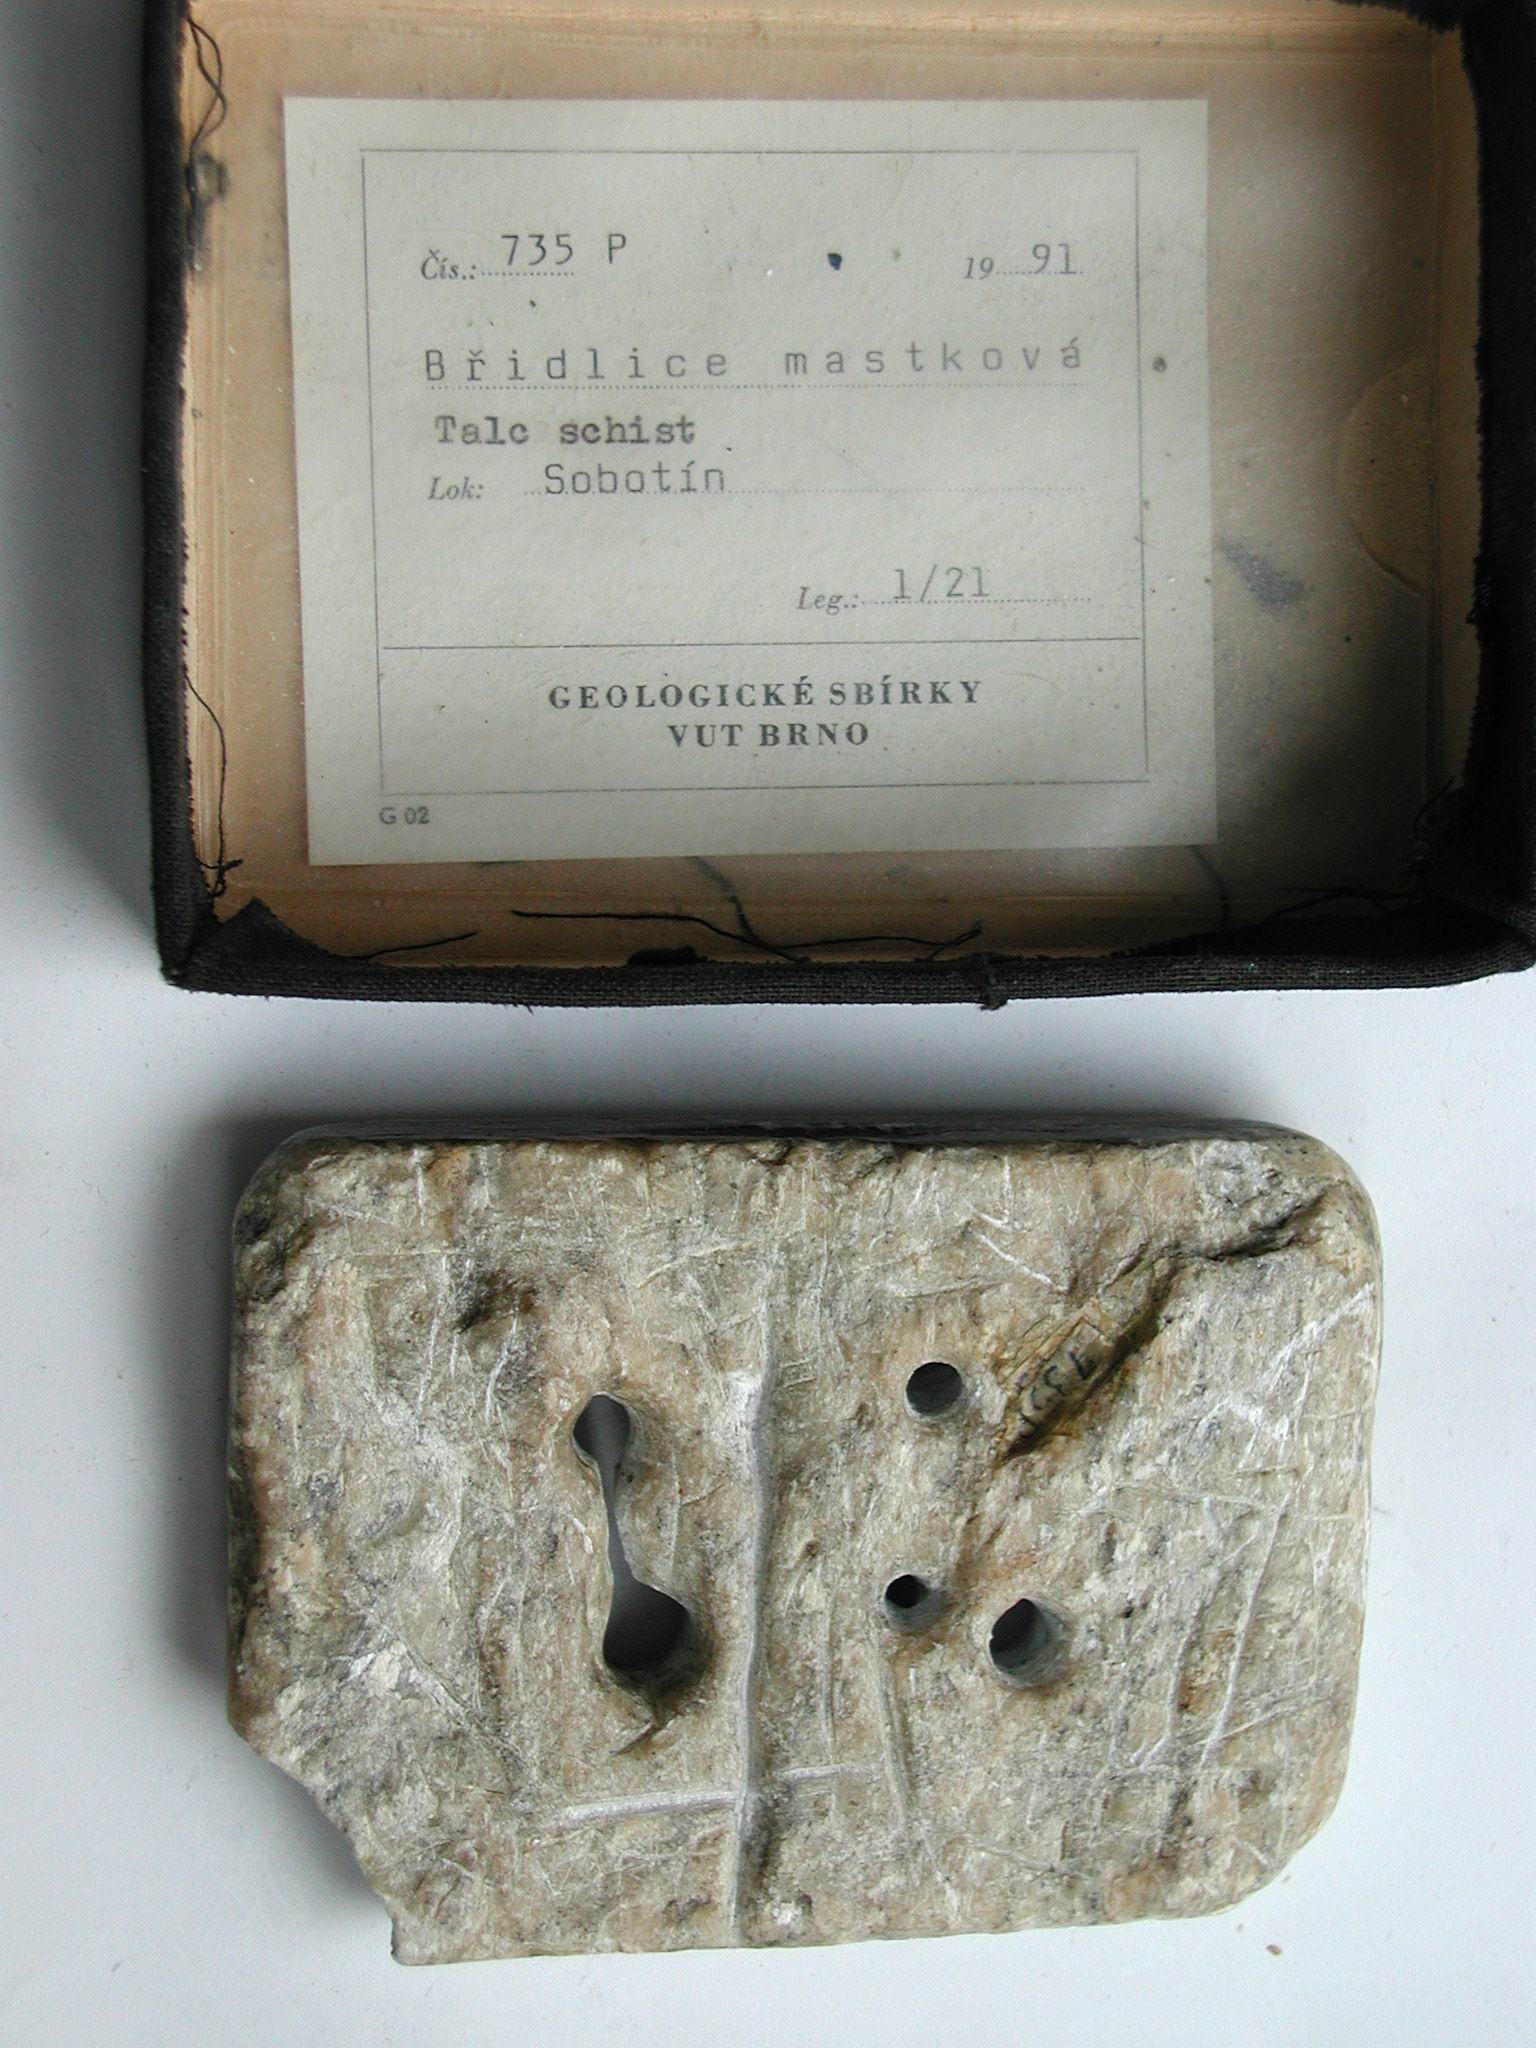 Čís.: 735 P 19 91
Břidlice mastková
Talc schist
Lok: Sobotín
Leg.: 1/21
GEOLOGICKÉ SBÍRKY
VUT BRNO
G 02